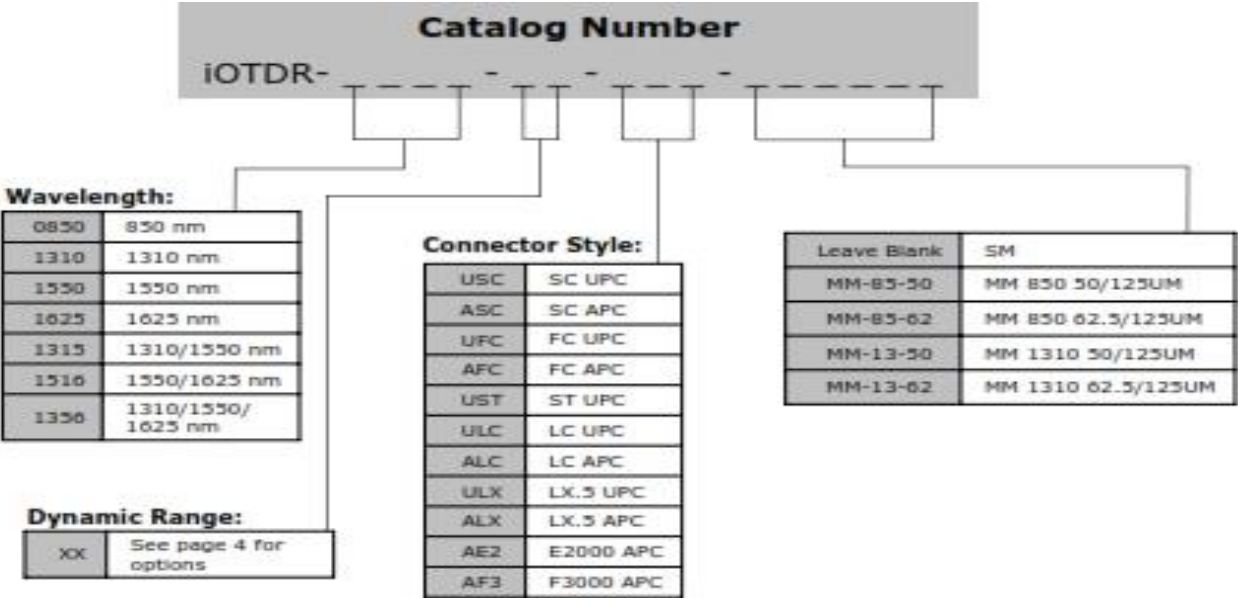 Catalog Number
iOTDR- _ _ _ _ - _ _ - _ _ _ - _ _ _ _ _ _
Wavelength:
0850 850 nm
1310 1310 nm
1550 1550 nm
1625 1625 nm
1315 1310/1550 nm
1516 1550/1625 nm
1356 1310/1550/
1625 nm
Dynamic Range:
XX See page 4 for
options
Connector Style:
USC SC UPC
ASC SC APC
UFC FC UPC
AFC FC APC
UST ST UPC
ULC LC UPC
ALC LC APC
ULX LX.5 UPC
ALX LX.5 APC
AE2 E2000 APC
AF3 F3000 APC
Leave Blank SM
MM-85-50 MM 850 50/125UM
MM-85-62 MM 850 62.5/125UM
MM-13-50 MM 1310 50/125UM
MM-13-62 MM 1310 62.5/125UM